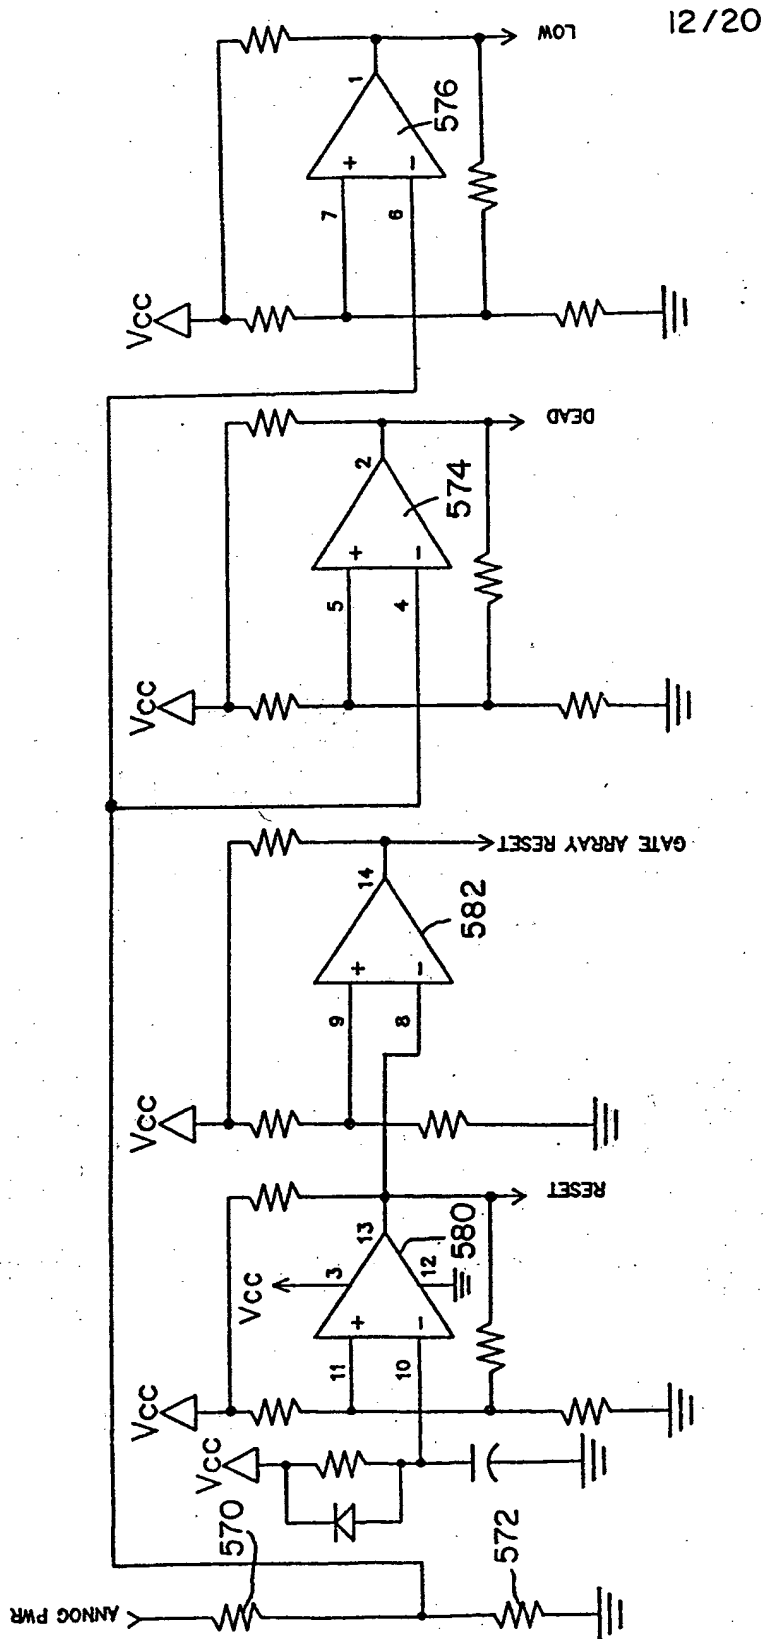 12/20
LOW
1
576
+
-
7
6
VCC
DEAD
2
574
+
-
5
4
VCC
GATE ARRAY RESET
14
582
+
-
9
8
VCC
RESET
13
580
VCC
3
12
+
-
11
10
VCC
VCC
570
572
ANNOG PWR